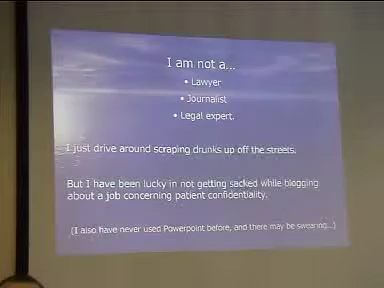 I am not a...
• Lawyer
• Journalist
• Legal expert.
I just drive around scraping drunks up off the streets.
But I have been lucky in not getting sacked while blogging
about a job concerning patient confidentiality.
(I also have never used Powerpoint before, and there may be swearing...)